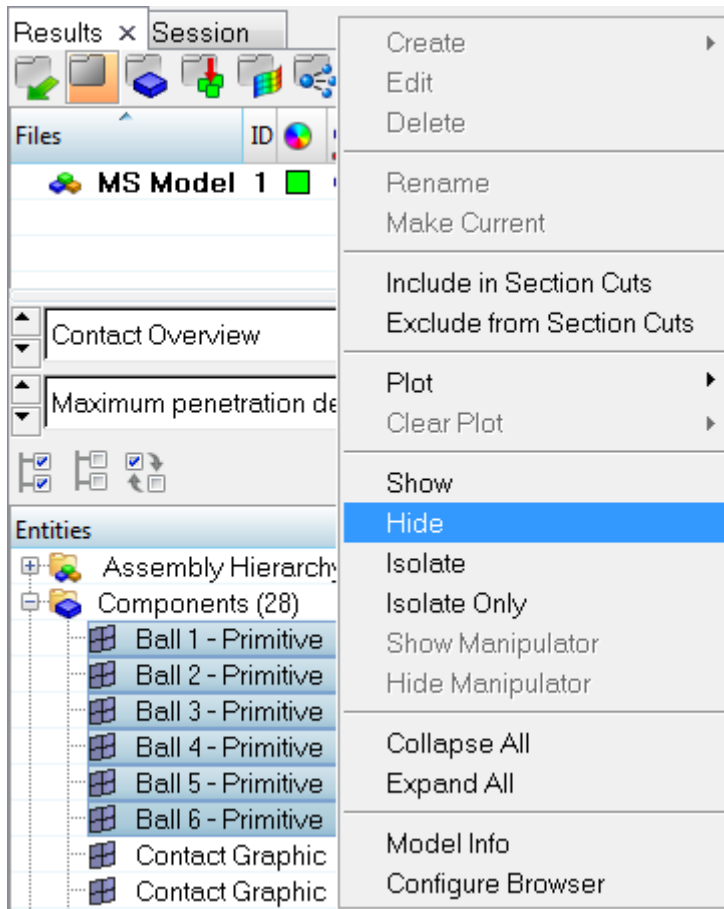 Results × Session
Files ID
MS Model 1
Contact Overview
Maximum penetration de
Entities
Assembly Hierarchy
Components (28)
Ball 1 - Primitive
Ball 2 - Primitive
Ball 3 - Primitive
Ball 4 - Primitive
Ball 5 - Primitive
Ball 6 - Primitive
Contact Graphic
Contact Graphic
Create
Edit
Delete
Rename
Make Current
Include in Section Cuts
Exclude from Section Cuts
Plot
Clear Plot
Show
Hide
Isolate
Isolate Only
Show Manipulator
Hide Manipulator
Collapse All
Expand All
Model Info
Configure Browser